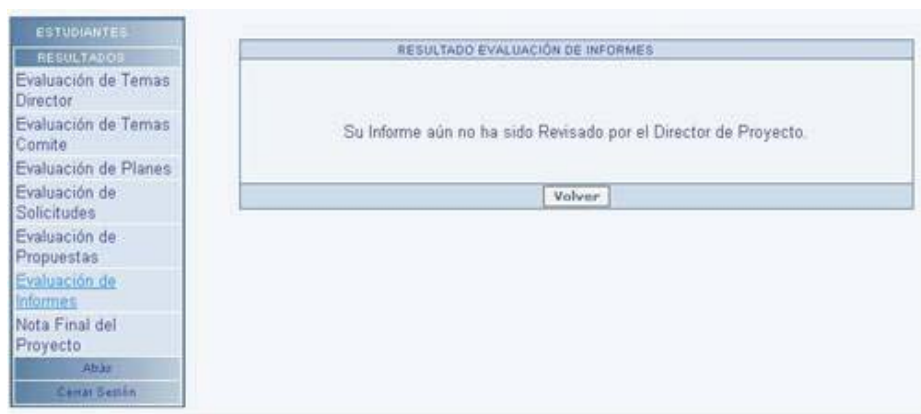 ESTUDIANTES
RESULTADOS
Evaluación de Temas
Director
Evaluación de Temas
Comite
Evaluación de Planes
Evaluación de
Solicitudes
Evaluación de
Propuestas
Evaluación de
Informes
Nota Final del
Proyecto
Atrás
Cerrar Sesión
RESULTADO EVALUACIÓN DE INFORMES
Su Informe aún no ha sido Revisado por el Director de Proyecto.
Volver